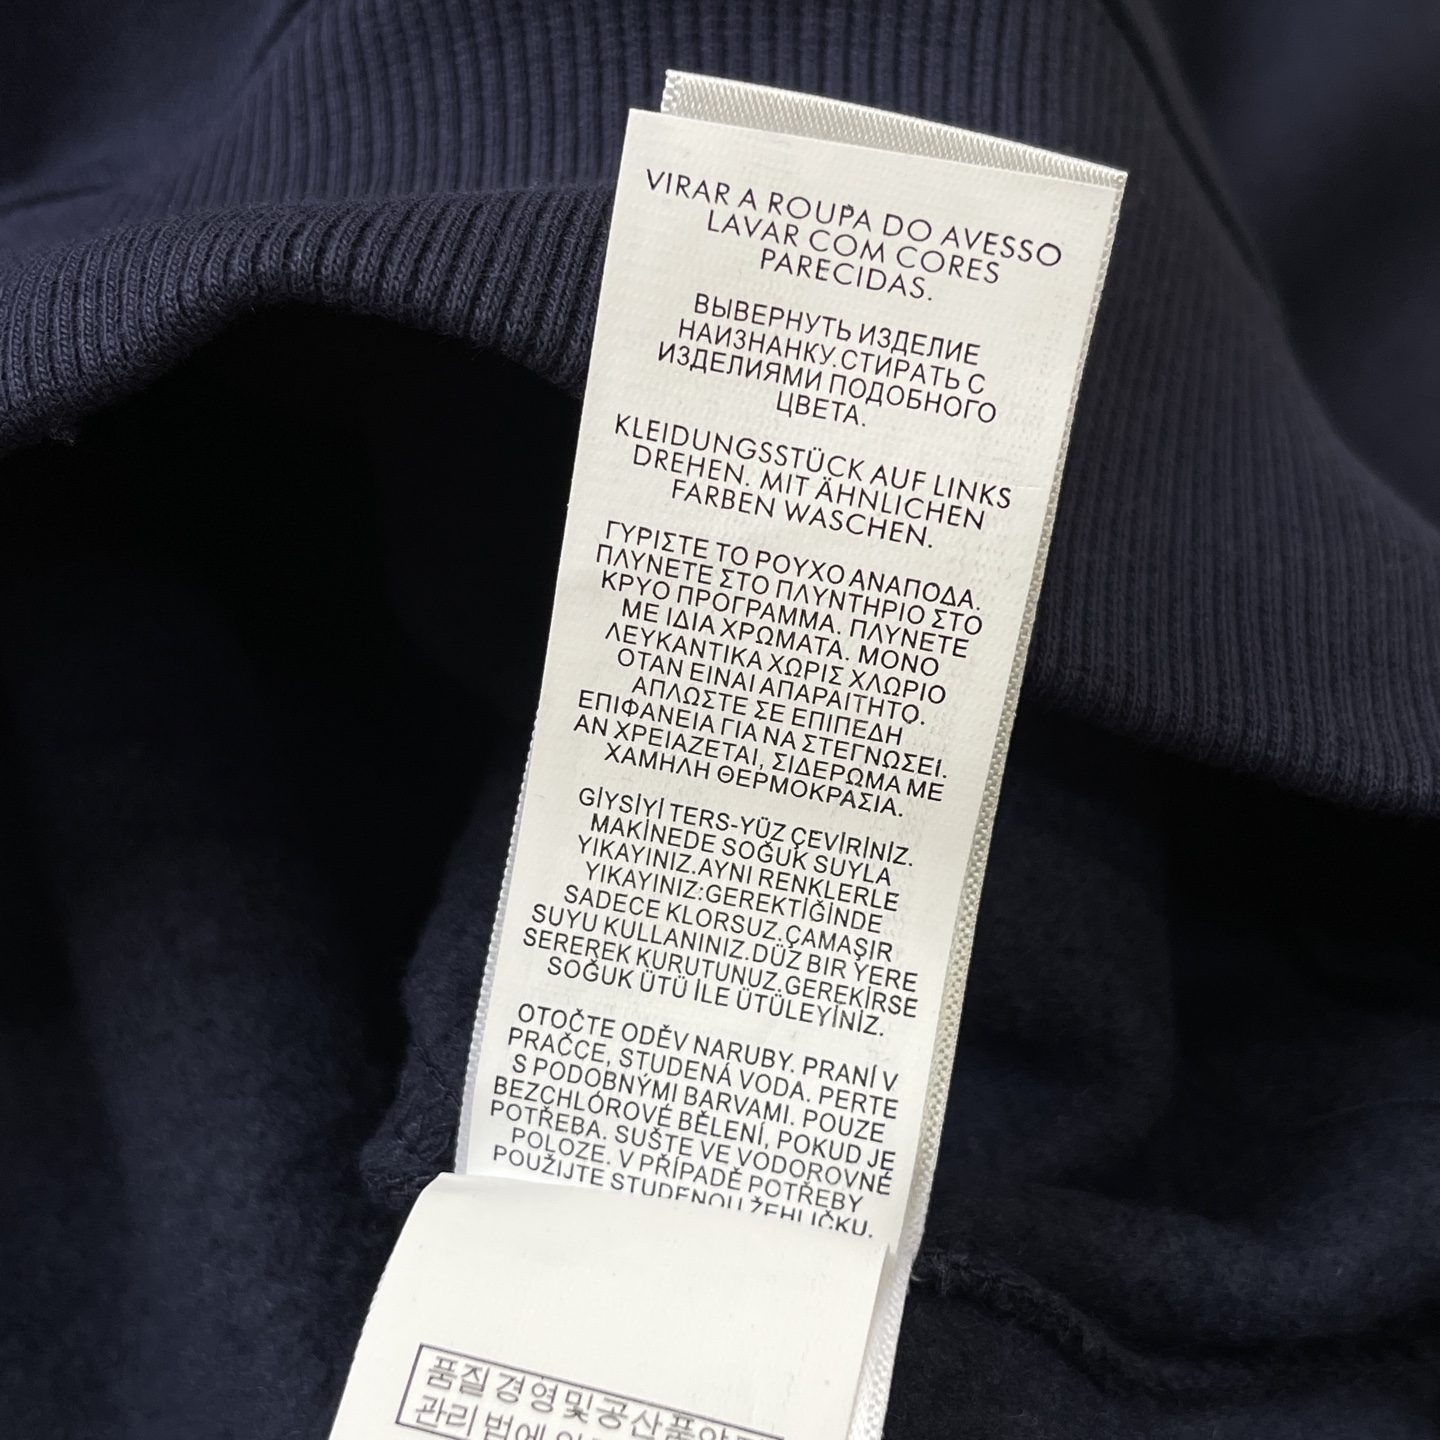 VIRAR A ROUPA DO AVESSO
LAVAR COM CORES
PARECIDAS.
ВЫВЕРНУТЬ ИЗДЕЛИЕ
НАИЗНАНКУ.СТИРАТЬ С
ИЗДЕЛИЯМИ ПОДОБНОГО
ЦВЕТА.
KLEIDUNGSSTÜCK AUF LINKS
DREHEN. MIT ÄHNLICHEN
FARBEN WASCHEN.
ΓΥΡΙΣΤΕ ΤΟ ΡΟΥΧΟ ΑΝΑΠΟΔΑ.
ΠΛΥΝΕΤΕ ΣΤΟ ΠΛΥΝΤΗΡΙΟ ΣΤΟ
ΚΡΥΟ ΠΡΟΓΡΑΜΜΑ. ΠΛΥΝΕΤΕ
ΜΕ ΙΔΙΑ ΧΡΩΜΑΤΑ. ΜΟΝΟ
ΛΕΥΚΑΝΤΙΚΑ ΧΩΡΙΣ ΧΛΩΡΙΟ
ΟΤΑΝ ΕΙΝΑΙ ΑΠΑΡΑΙΤΗΤΟ.
ΑΠΛΩΣΤΕ ΣΕ ΕΠΙΠΕΔΗ
ΕΠΙΦΑΝΕΙΑ ΓΙΑ ΝΑ ΣΤΕΓΝΩΣΕΙ.
ΑΝ ΧΡΕΙΑΖΕΤΑΙ, ΣΙΔΕΡΩΜΑ ΜΕ
ΧΑΜΗΛΗ ΘΕΡΜΟΚΡΑΣΙΑ.
GİYSİYİ TERS-YÜZ ÇEVİRİNİZ.
MAKİNEDE SOĞUK SUYLA
YIKAYINIZ.AYNI RENKLERLE
YIKAYINIZ:GEREKTİĞİNDE
SADECE KLORSUZ.ÇAMAŞIR
SUYU KULLANINIZ.DÜZ BIR YERE
SEREREK KURUTUNUZ.GEREKİRSE
SOĞUK ÜTÜ İLE ÜTÜLEYİNİZ.
OTOČTE ODĚV NARUBY. PRANÍ V
PRAČCE, STUDENÁ VODA. PERTE
S PODOBNÝMI BARVAMI. POUZE
BEZCHLÓROVÉ BĚLENÍ, POKUD JE
POTŘEBA. SUŠTE VE VODOROVNÉ
POLOZE. V PŘÍPADĚ POTŘEBY
POUŽIJTE STUDENOU ŽEHLIČKU.
품질경영및공산품안
관리법에